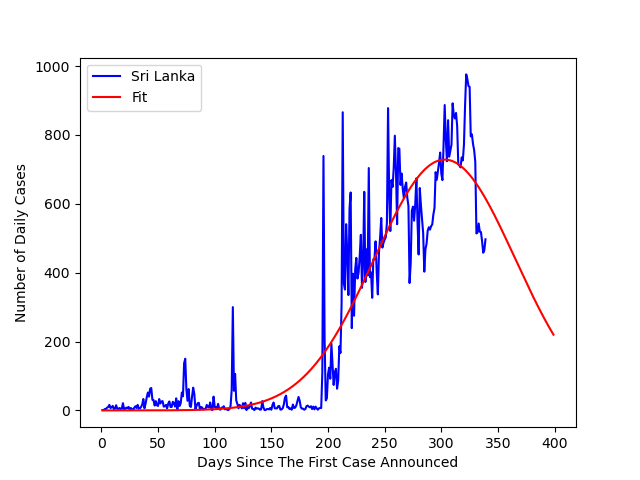 Sri Lanka
Fit
Number of Daily Cases
1000
800
600
400
200
0
0 50 100 150 200 250 300 350 400
Days Since The First Case Announced